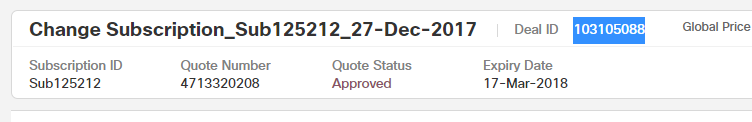 Change Subscription_Sub125212_27-Dec-2017 Deal ID 103105088 Global Price
Subscription ID Quote Number Quote Status Expiry Date
Sub125212 4713320208 Approved 17-Mar-2018